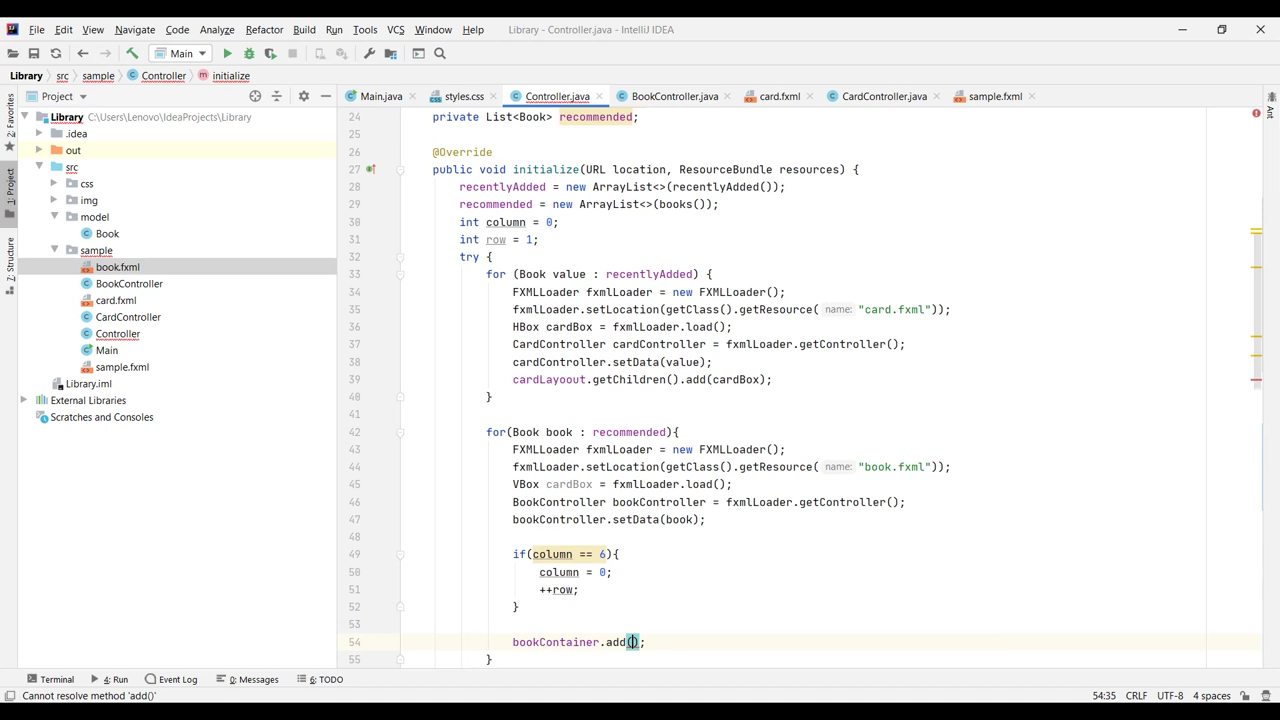 File Edit View Navigate Code Analyze Refactor Build Run Tools VCS Window Help Library - Controller.java - IntelliJ IDEA
Main
Library src sample Controller initialize
Project Main.java styles.css Controller.java BookController.java card.fxml CardController.java sample.fxml
2: Favorites
1: Project
7: Structure
Ant
Library C:\Users\Lenovo\IdeaProjects\Library
.idea
out
src
css
img
model
Book
sample
book.fxml
BookController
card.fxml
CardController
Controller
Main
sample.fxml
Library.iml
External Libraries
Scratches and Consoles
24 private List<Book> recommended;
25
26 @Override
27 public void initialize(URL location, ResourceBundle resources) {
28 recentlyAdded = new ArrayList<>(recentlyAdded());
29 recommended = new ArrayList<>(books());
30 int column = 0;
31 int row = 1;
32 try {
33 for (Book value : recentlyAdded) {
34 FXMLLoader fxmlLoader = new FXMLLoader();
35 fxmlLoader.setLocation(getClass().getResource( name: "card.fxml"));
36 HBox cardBox = fxmlLoader.load();
37 CardController cardController = fxmlLoader.getController();
38 cardController.setData(value);
39 cardLayoout.getChildren().add(cardBox);
40 }
41
42 for(Book book : recommended){
43 FXMLLoader fxmlLoader = new FXMLLoader();
44 fxmlLoader.setLocation(getClass().getResource( name: "book.fxml"));
45 VBox cardBox = fxmlLoader.load();
46 BookController bookController = fxmlLoader.getController();
47 bookController.setData(book);
48
49 if(column == 6){
50 column = 0;
51 ++row;
52 }
53
54 bookContainer.add();
55 }
Terminal 4: Run Event Log 0: Messages 6: TODO
Cannot resolve method 'add()' 54:35 CRLF UTF-8 4 spaces